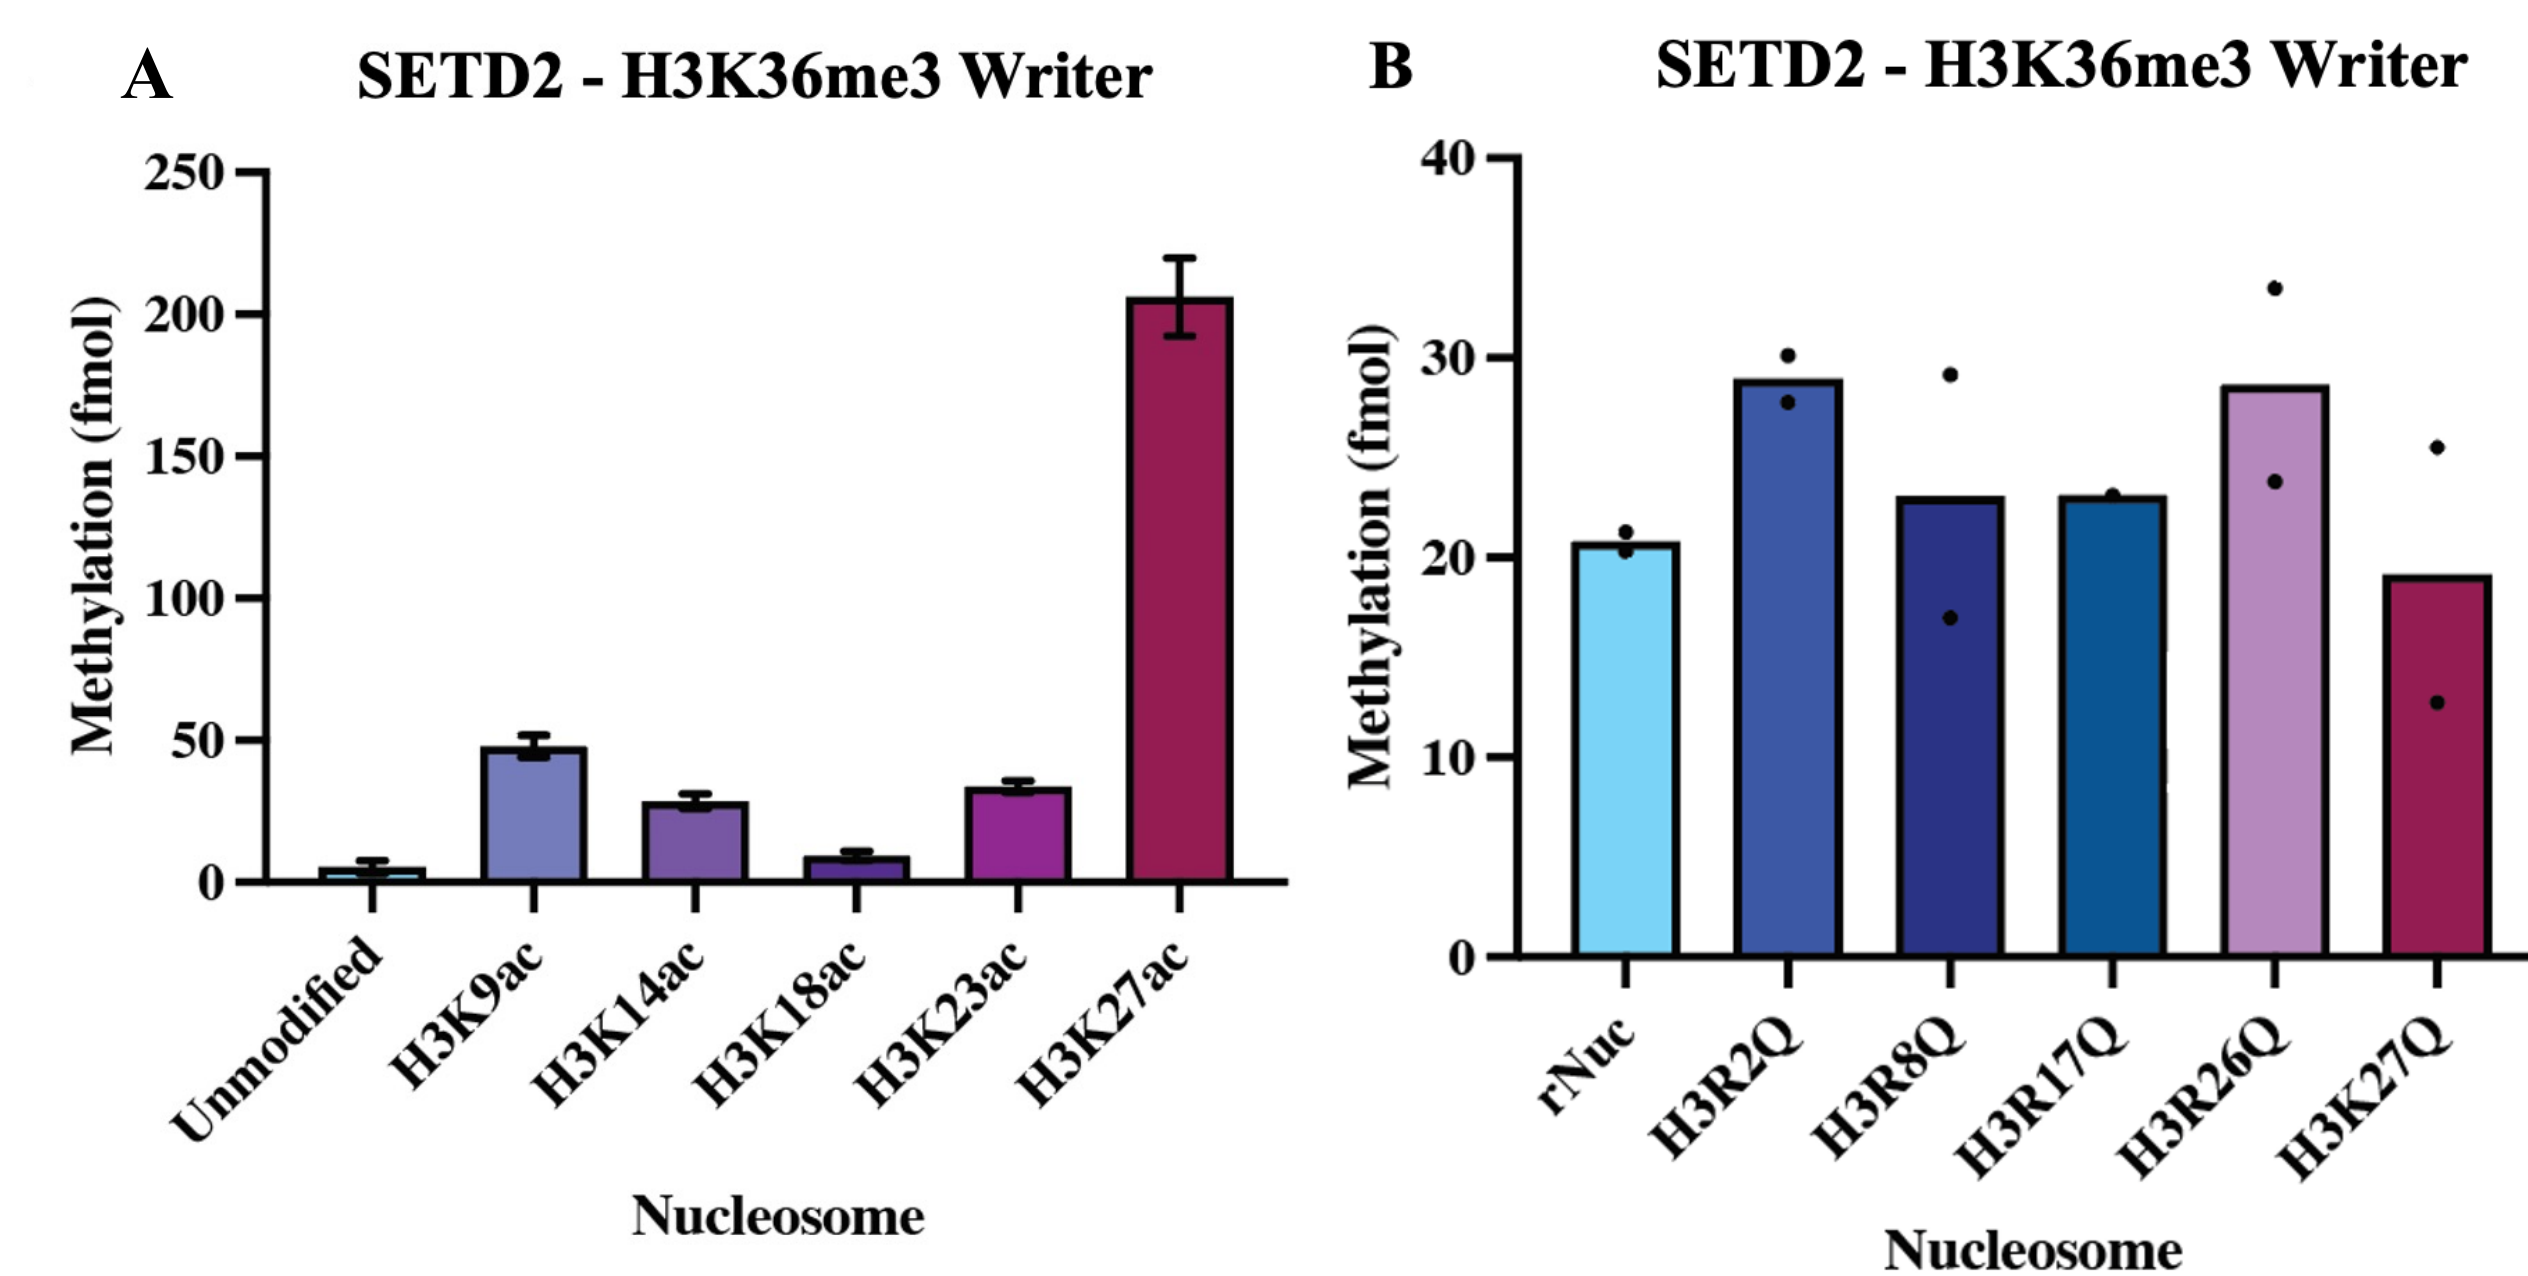 A
SETD2 - H3K36me3 Writer
Methylation (fmol)
250
200
150
100
50
0
Unmodified
H3K9ac
H3K14ac
H3K18ac
H3K23ac
H3K27ac
Nucleosome
B
SETD2 - H3K36me3 Writer
Methylation (fmol)
40
30
20
10
0
rNuc
H3R2Q
H3R8Q
H3R17Q
H3R26Q
H3K27Q
Nucleosome